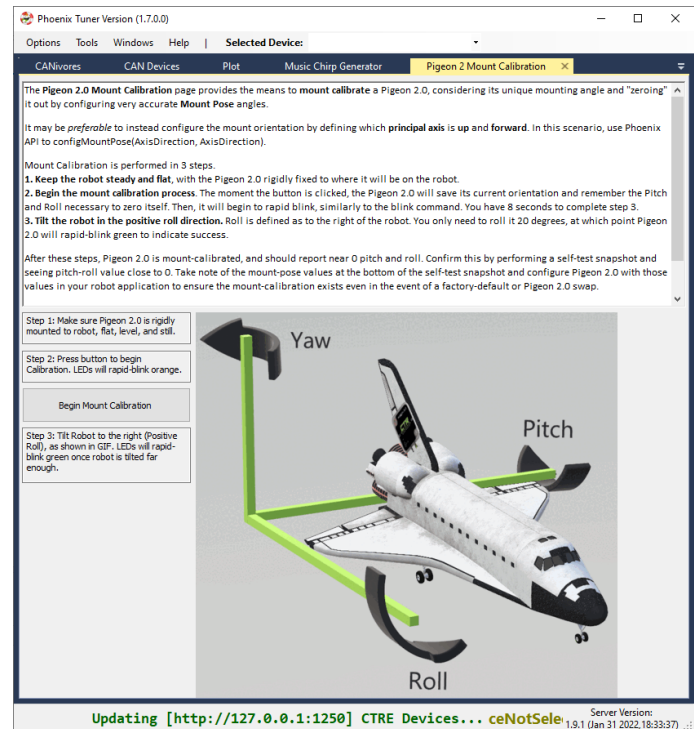 Phoenix Tuner Version (1.7.0.0)
Options Tools Windows Help | Selected Device:
CANivores CAN Devices Plot Music Chirp Generator Pigeon 2 Mount Calibration
The Pigeon 2.0 Mount Calibration page provides the means to mount calibrate a Pigeon 2.0, considering its unique mounting angle and "zeroing"
it out by configuring very accurate Mount Pose angles.
It may be preferable to instead configure the mount orientation by defining which principal axis is up and forward. In this scenario, use Phoenix
API to configMountPose(AxisDirection, AxisDirection).
Mount Calibration is performed in 3 steps.
1. Keep the robot steady and flat, with the Pigeon 2.0 rigidly fixed to where it will be on the robot.
2. Begin the mount calibration process. The moment the button is clicked, the Pigeon 2.0 will save its current orientation and remember the Pitch
and Roll necessary to zero itself. Then, it will begin to rapid blink, similarly to the blink command. You have 8 seconds to complete step 3.
3. Tilt the robot in the positive roll direction. Roll is defined as to the right of the robot. You only need to roll it 20 degrees, at which point Pigeon
2.0 will rapid-blink green to indicate success.
After these steps, Pigeon 2.0 is mount-calibrated, and should report near 0 pitch and roll. Confirm this by performing a self-test snapshot and
seeing pitch-roll value close to 0. Take note of the mount-pose values at the bottom of the self-test snapshot and configure Pigeon 2.0 with those
values in your robot application to ensure the mount-calibration exists even in the event of a factory-default or Pigeon 2.0 swap.
Step 1: Make sure Pigeon 2.0 is rigidly
mounted to robot, flat, level, and still.
Step 2: Press button to begin
Calibration. LEDs will rapid-blink orange.
Begin Mount Calibration
Step 3: Tilt Robot to the right (Positive
Roll), as shown in GIF. LEDs will rapid-
blink green once robot is tilted far
enough.
Yaw
Pitch
Roll
Updating [http://127.0.0.1:1250] CTRE Devices... ceNotSele
Server Version:
1.9.1 (Jan 31 2022,18:33:37)